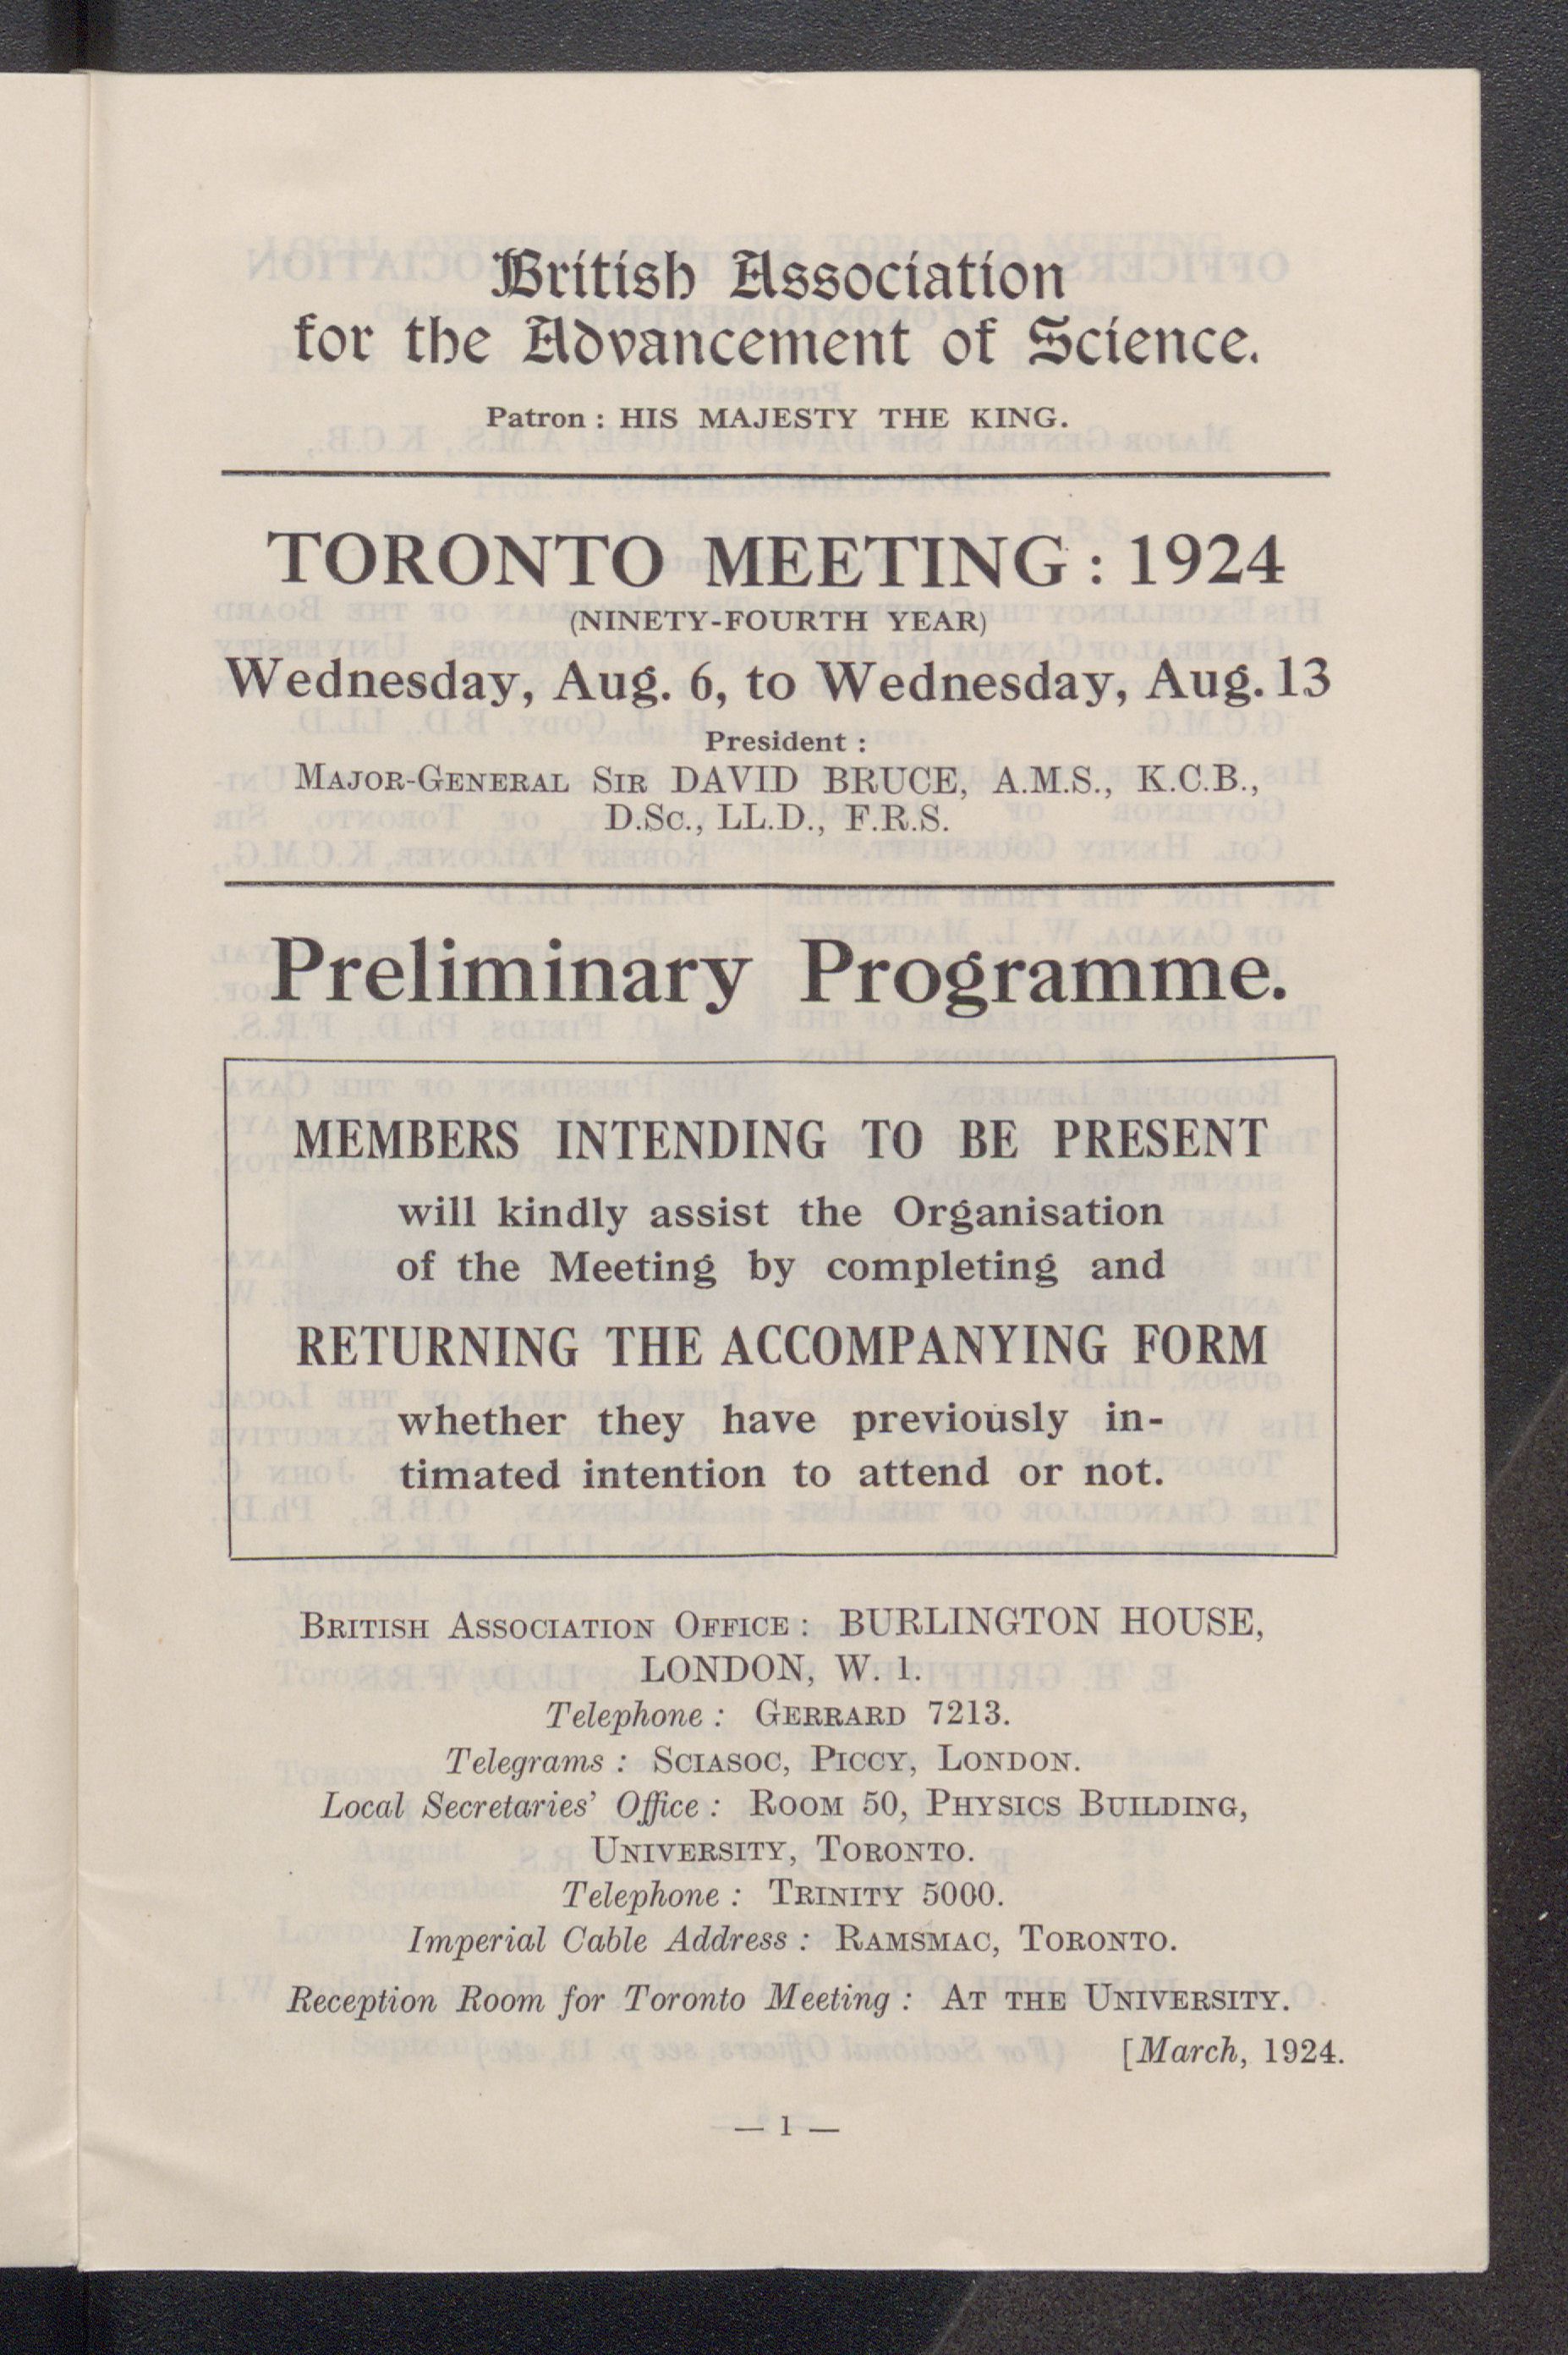 British Association
for the Advancement of Science.
Patron : HIS MAJESTY THE KING.
TORONTO MEETING : 1924
(NINETY-FOURTH YEAR)
Wednesday, Aug. 6, to Wednesday, Aug. 13
President :
MAJOR-GENERAL SIR DAVID BRUCE, A.M.S., K.C.B.,
D.SC., LL.D., F.R.S.
Preliminary Programme.
MEMBERS INTENDING TO BE PRESENT
will kindly assist the Organisation
of the Meeting by completing and
RETURNING THE ACCOMPANYING FORM
whether they have previously in-
timated intention to attend or not.
BRITISH ASSOCIATION OFFICE : BURLINGTON HOUSE,
LONDON, W. 1.
Telephone : GERRARD 7213.
Telegrams : SCIASOC, PICCY, LONDON.
Local Secretaries' Office : ROOM 50, PHYSICS BUILDING,
UNIVERSITY, TORONTO.
Telephone : TRINITY 5000.
Imperial Cable Address : RAMSMAC, TORONTO.
Reception Room for Toronto Meeting : AT THE UNIVERSITY.
[March, 1924.
— 1 —